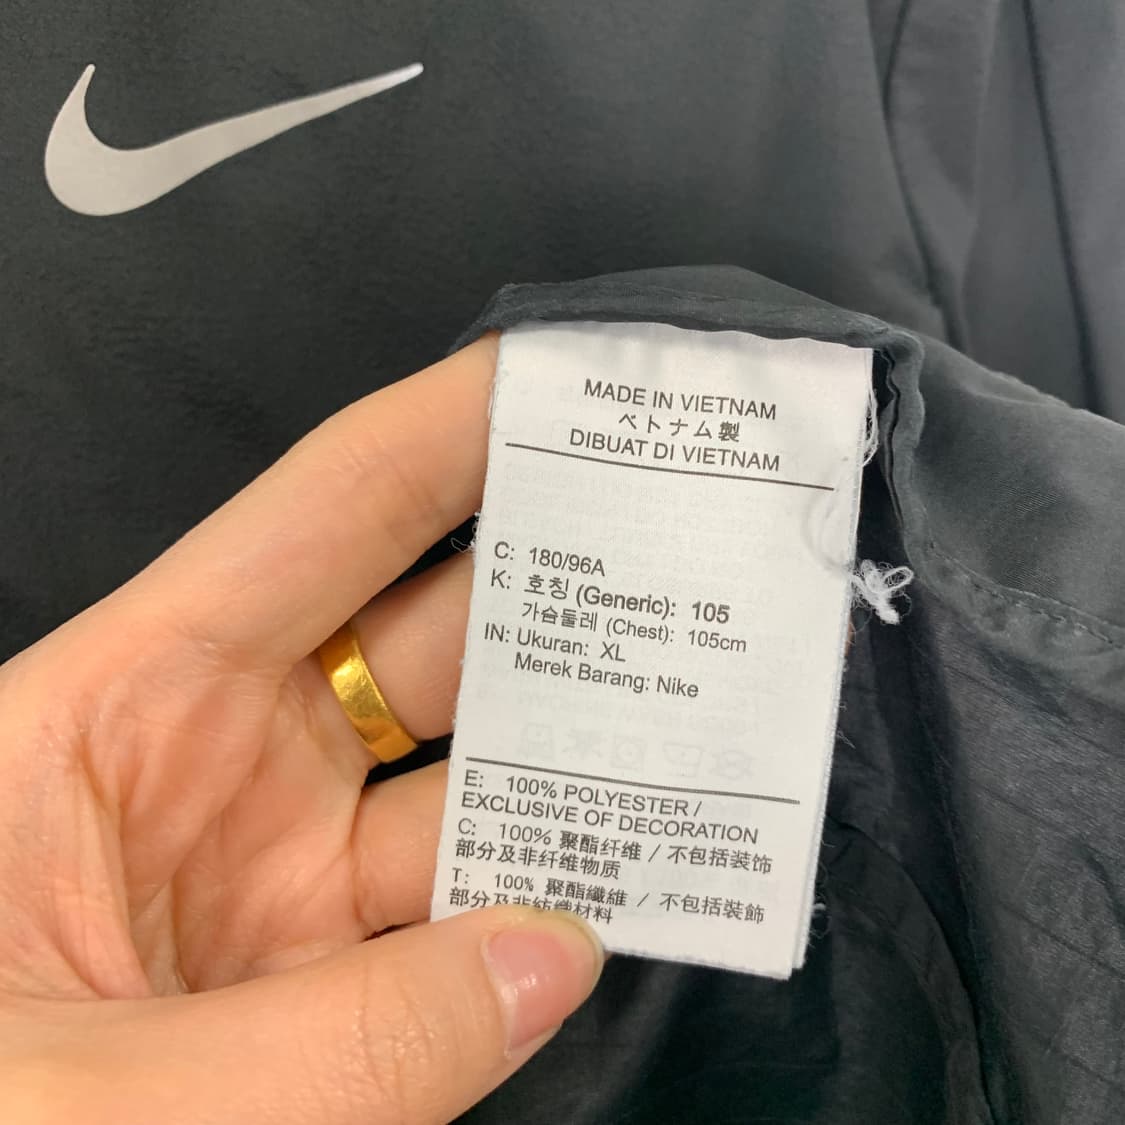 MADE IN VIETNAM
ベトナム製
DIBUAT DI VIETNAM
C: 180/96A
K: 호칭 (Generic): 105
가슴둘레 (Chest): 105cm
IN: Ukuran: XL
Merek Barang: Nike
E: 100% POLYESTER /
EXCLUSIVE OF DECORATION
C: 100% 聚酯纤维 / 不包括装饰
部分及非纤维物质
T: 100% 聚酯纖維 / 不包括裝飾
部分及非紡織材料